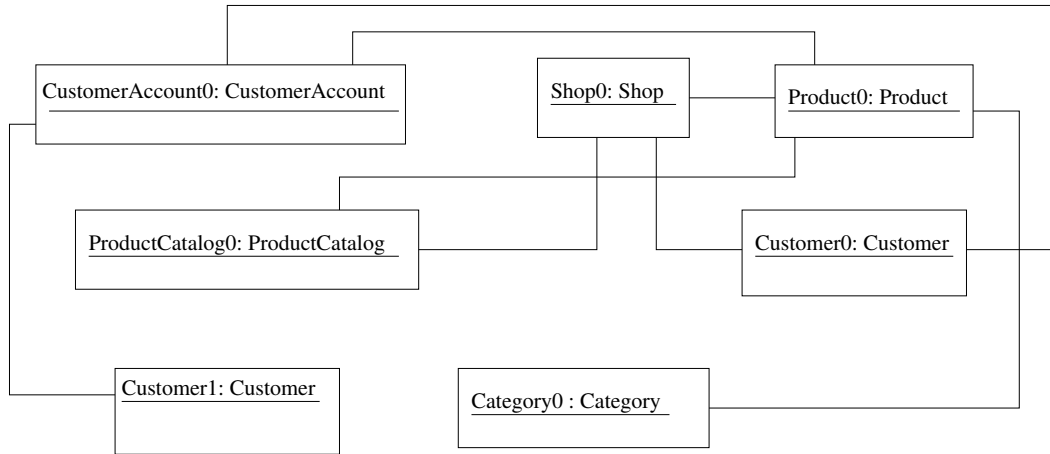 CustomerAccount0: CustomerAccount
Shop0: Shop
Product0: Product
ProductCatalog0: ProductCatalog
Customer0: Customer
Customer1: Customer
Category0 : Category